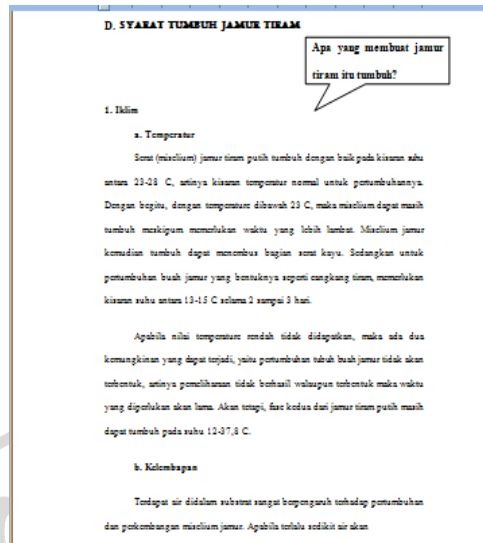 D. SYARAT TUMBUH JAMUR TIRAM
Apa yang membuat jamur
tiram itu tumbuh?
1. Iklim
a. Temperatur
Serat (miselium) jamur tiram putih tumbuh dengan baik pada kisaran suhu
antara 23-28 C, artinya kisaran temperatur normal untuk pertumbuhannya.
Dengan begitu, dengan temperature dibawah 23 C, maka miselium dapat masih
tumbuh meskipum memerlukan waktu yang lebih lambat. Miselium jamur
kemudian tumbuh dapat menembus bagian serat kayu. Sedangkan untuk
pertumbuhan buah jamur yang bentuknya seperti cangkang tiram, memerlukan
kisaran suhu antara 13-15 C selama 2 sampai 3 hari.
Apabila nilai temperature rendah tidak didapatkan, maka ada dua
kemungkinan yang dapat terjadi, yaitu pertumbuhan tubuh buah jamur tidak akan
terbentuk, artinya pemeliharaan tidak berhasil walaupun terbentuk maka waktu
yang diperlukan akan lama. Akan tetapi, fase kedua dari jamur tiram putih masih
dapat tumbuh pada suhu 12-37,8 C.
b. Kelembapan
Terdapat air didalam substrat sangat berpengaruh terhadap pertumbuhan
dan perkembangan miselium jamur. Apabila terlalu sedikit air akan